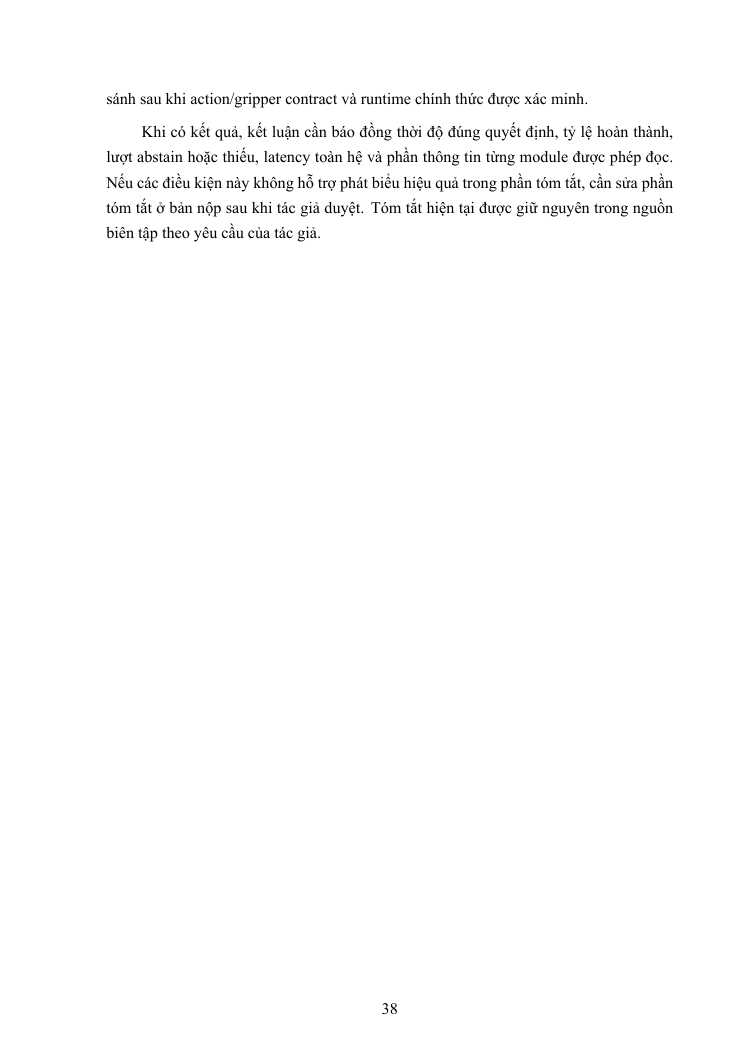 sánh sau khi action/gripper contract và runtime chính thức được xác minh.
Khi có kết quả, kết luận cần báo đồng thời độ đúng quyết định, tỷ lệ hoàn thành,
lượt abstain hoặc thiếu, latency toàn hệ và phần thông tin từng module được phép đọc.
Nếu các điều kiện này không hỗ trợ phát biểu hiệu quả trong phần tóm tắt, cần sửa phần
tóm tắt ở bản nộp sau khi tác giả duyệt. Tóm tắt hiện tại được giữ nguyên trong nguồn
biên tập theo yêu cầu của tác giả.
38